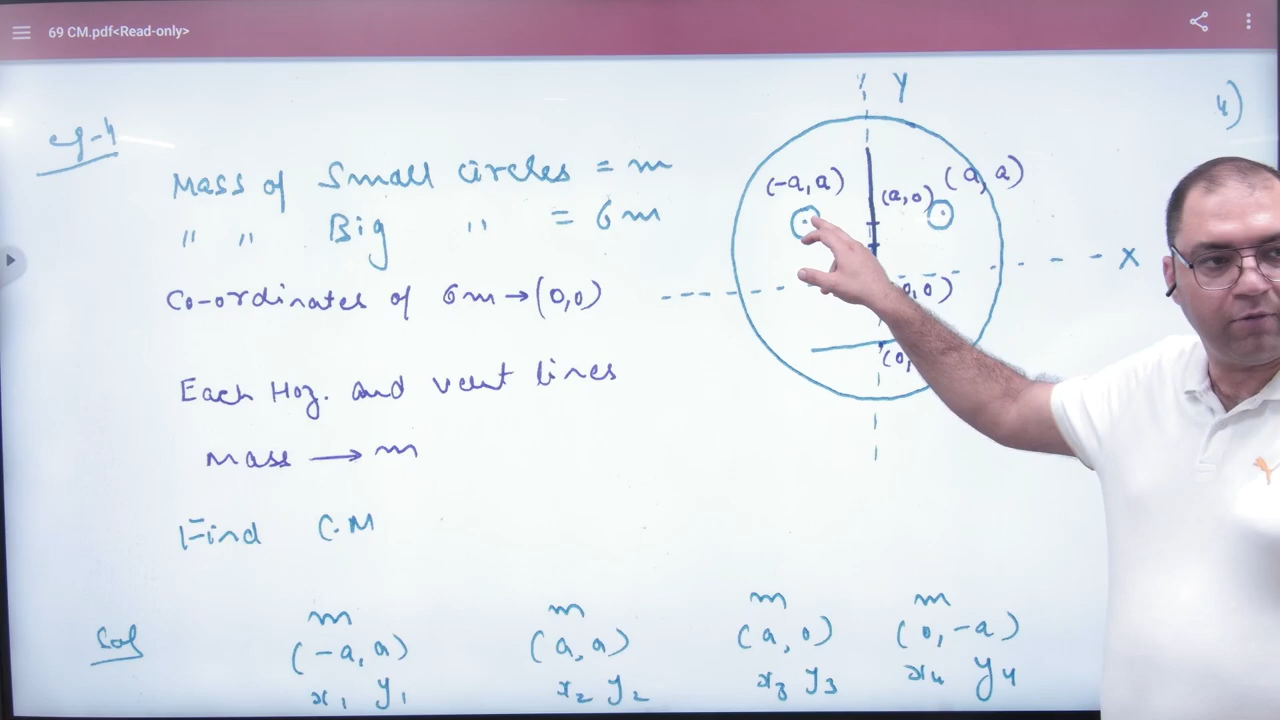 69 CM.pdf<Read-only>
eg-4
4)
Mass of Small circles = m
" " Big " = 6m
Co-ordinates of 6m→(0,0)
Each Hoz. and vert lines
Mass → m
Find C.M
Y
(-a, a)
(a, a)
(a, 0)
X
, 0)
(0,
Sol
m m m m
(-a, a) (a, a) (a, 0) (0, -a)
x1 y1 x2 y2 x3 y3 x4 y4